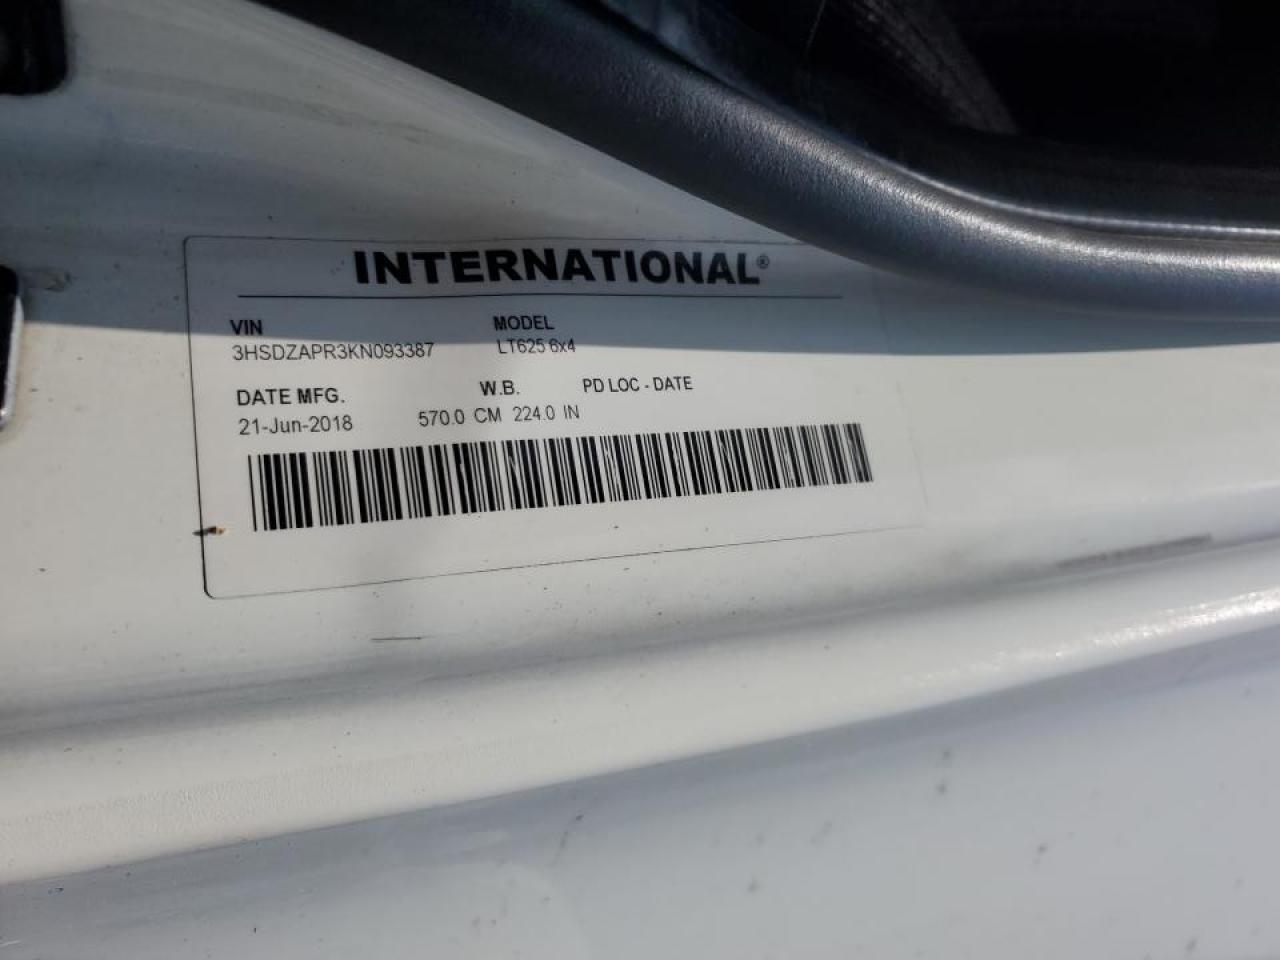 INTERNATIONAL®
VIN MODEL
3HSDZAPR3KN093387 LT625 6x4
DATE MFG. W.B. PD LOC - DATE
21-Jun-2018 570.0 CM 224.0 IN